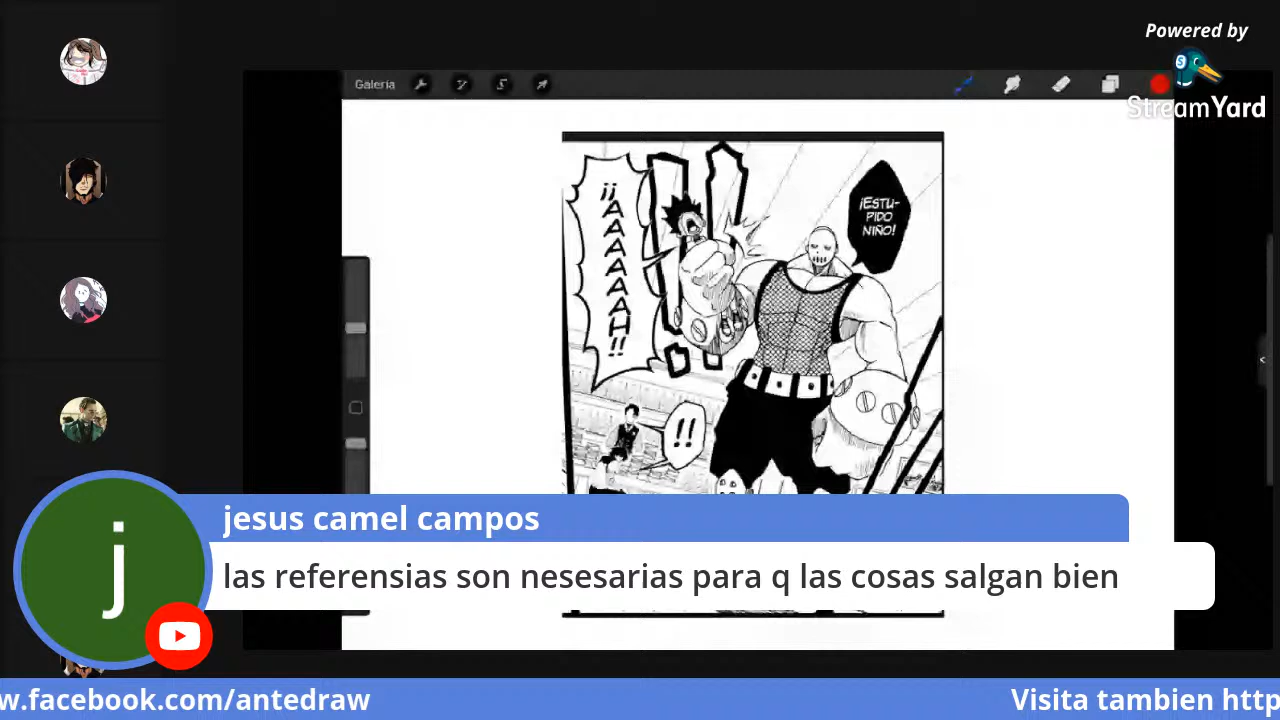 Powered by
StreamYard
Galería
¡¡AAAAAAAH!!
¡ESTU-
PIDO
NIÑO!
!!
j
jesus camel campos
las referensias son nesesarias para q las cosas salgan bien
w.facebook.com/antedraw
Visita tambien http